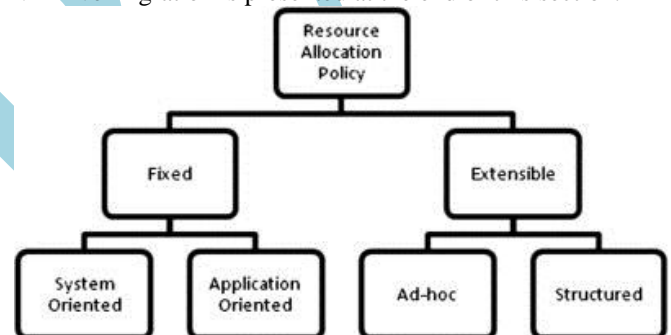 Resource
Allocation
Policy
Fixed
Extensible
System
Oriented
Application
Oriented
Ad-hoc
Structured